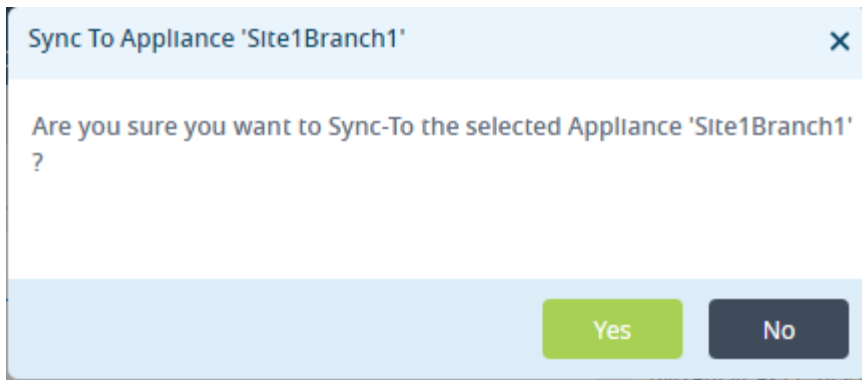 Sync To Appliance 'Site1Branch1'
Are you sure you want to Sync-To the selected Appliance 'Site1Branch1'
?
Yes
No